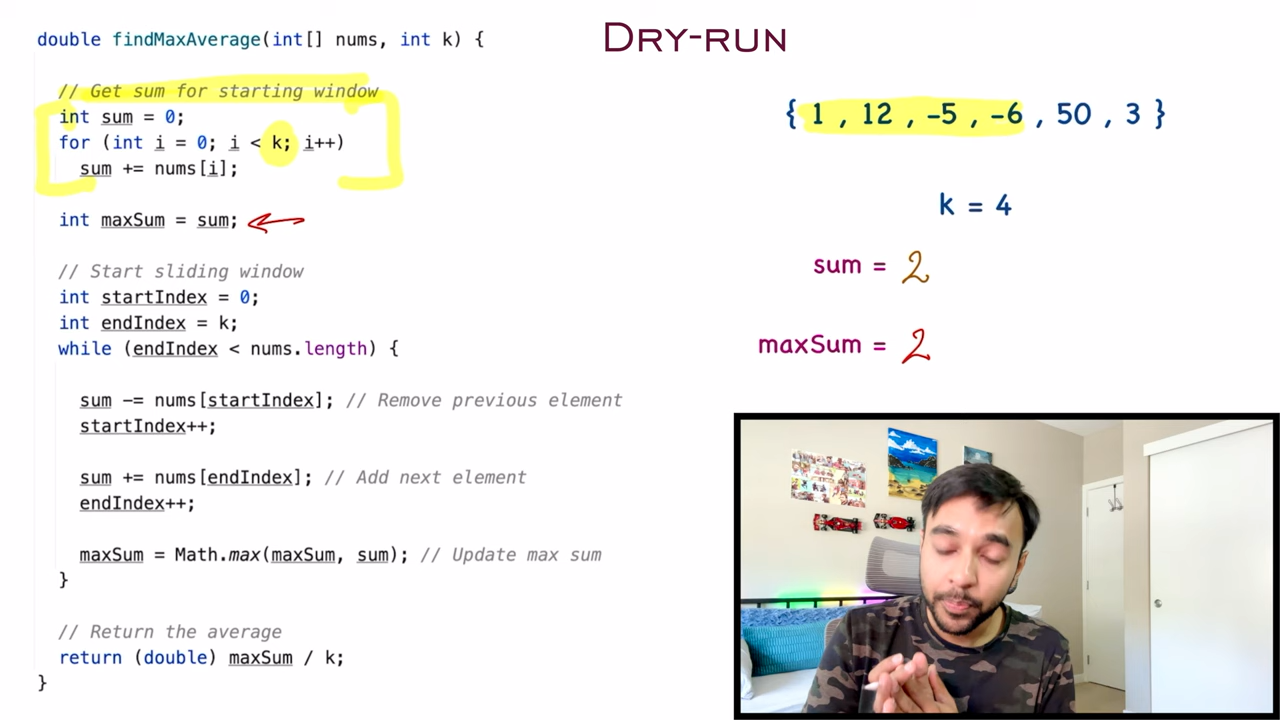 DRY-RUN
double findMaxAverage(int[] nums, int k) {
// Get sum for starting window
int sum = 0;
for (int i = 0; i < k; i++)
sum += nums[i];
int maxSum = sum;
// Start sliding window
int startIndex = 0;
int endIndex = k;
while (endIndex < nums.length) {
sum -= nums[startIndex]; // Remove previous element
startIndex++;
sum += nums[endIndex]; // Add next element
endIndex++;
maxSum = Math.max(maxSum, sum); // Update max sum
}
// Return the average
return (double) maxSum / k;
}
{ 1 , 12 , -5 , -6 , 50 , 3 }
k = 4
sum = 2
maxSum = 2